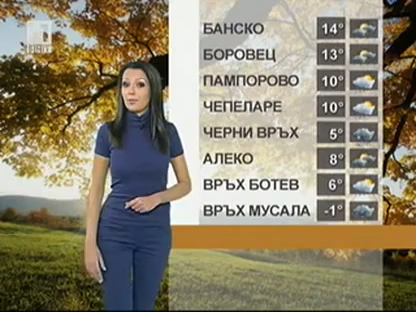 БАНСКО 14°
БОРОВЕЦ 13°
ПАМПОРОВО 10°
ЧЕПЕЛАРЕ 10°
ЧЕРНИ ВРЪХ 5°
АЛЕКО 8°
ВРЪХ БОТЕВ 6°
ВРЪХ МУСАЛА -1°